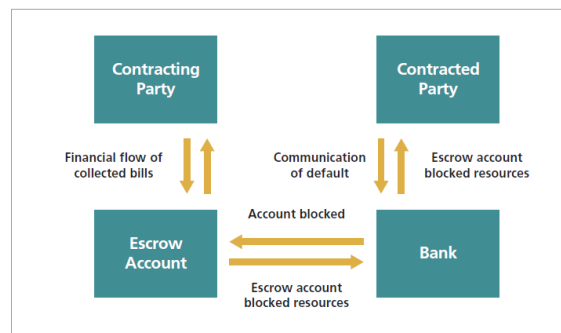 Contracting
Party
Contracted
Party
Financial flow of
collected bills
Communication
of default
Escrow account
blocked resources
Account blocked
Escrow
Account
Bank
Escrow account
blocked resources